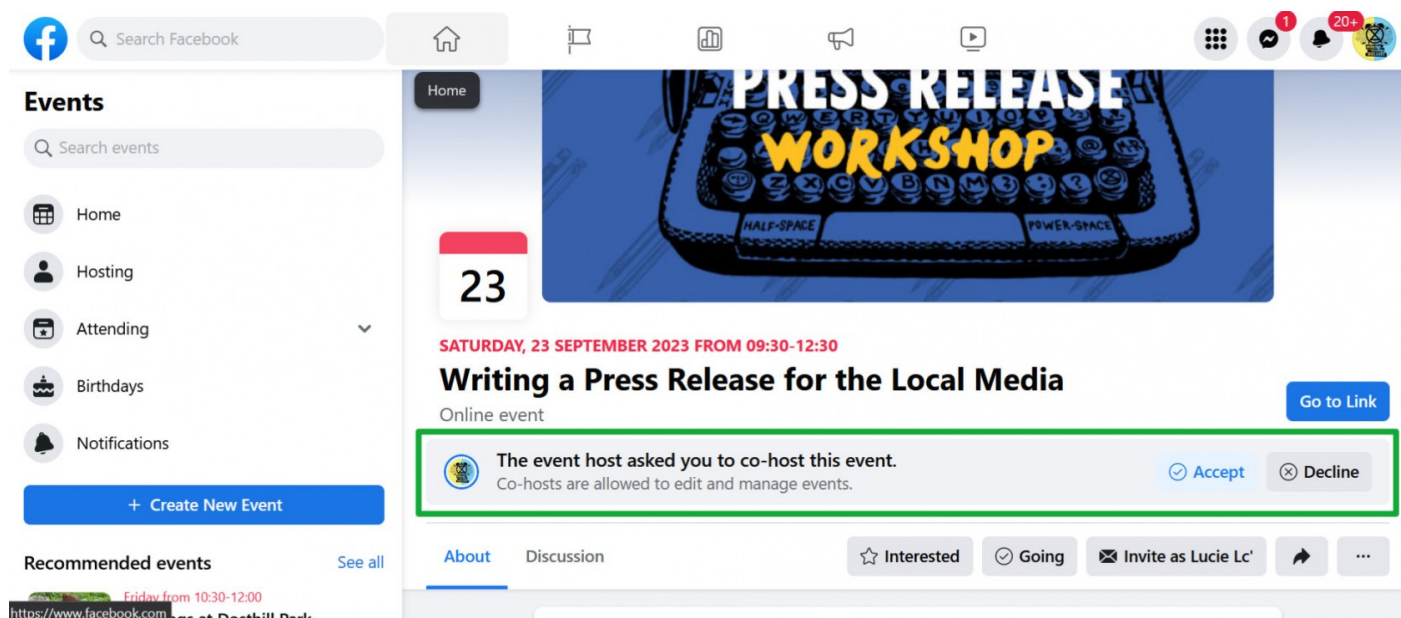 Search Facebook
1
20+
Events
Search events
Home
Hosting
Attending
Birthdays
Notifications
+ Create New Event
Recommended events See all
Friday from 10:30-12:00
at Dosthill Park
https://www.facebook.com
Home
PRESS RELEASE
WORKSHOP
Q W E R T Y U I O
Z X C V B N M
HALF-SPACE
POWER-SPACE
23
SATURDAY, 23 SEPTEMBER 2023 FROM 09:30-12:30
Writing a Press Release for the Local Media
Online event
Go to Link
The event host asked you to co-host this event.
Co-hosts are allowed to edit and manage events.
Accept Decline
About Discussion Interested Going Invite as Lucie Lc' ...